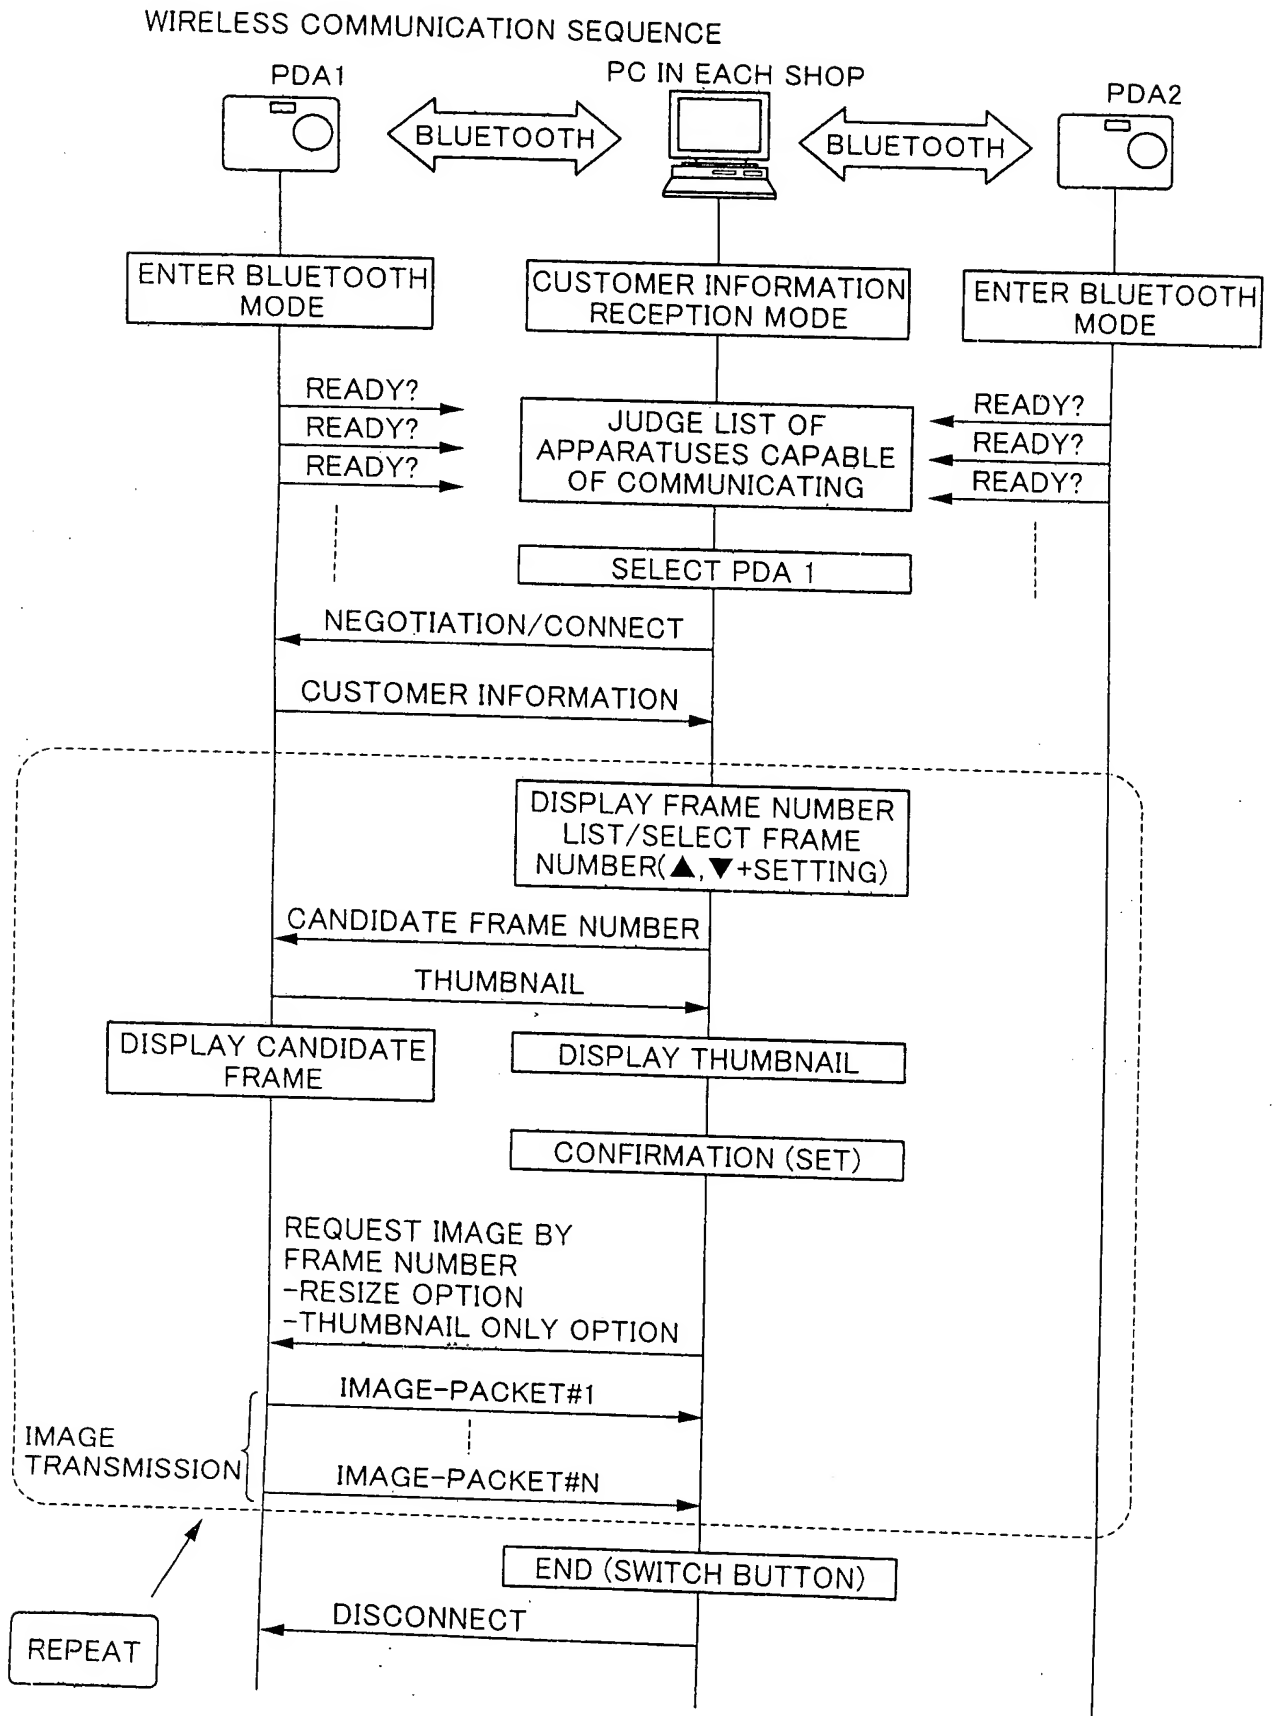 WIRELESS COMMUNICATION SEQUENCE
PDA1
PC IN EACH SHOP
PDA2
BLUETOOTH
BLUETOOTH
ENTER BLUETOOTH
MODE
CUSTOMER INFORMATION
RECEPTION MODE
ENTER BLUETOOTH
MODE
READY?
READY?
READY?
JUDGE LIST OF
APPARATUSES CAPABLE
OF COMMUNICATING
READY?
READY?
READY?
SELECT PDA 1
NEGOTIATION/CONNECT
CUSTOMER INFORMATION
DISPLAY FRAME NUMBER
LIST/SELECT FRAME
NUMBER(▲,▼+SETTING)
CANDIDATE FRAME NUMBER
THUMBNAIL
DISPLAY CANDIDATE
FRAME
DISPLAY THUMBNAIL
CONFIRMATION (SET)
REQUEST IMAGE BY
FRAME NUMBER
-RESIZE OPTION
-THUMBNAIL ONLY OPTION
IMAGE-PACKET#1
IMAGE
TRANSMISSION
IMAGE-PACKET#N
END (SWITCH BUTTON)
DISCONNECT
REPEAT